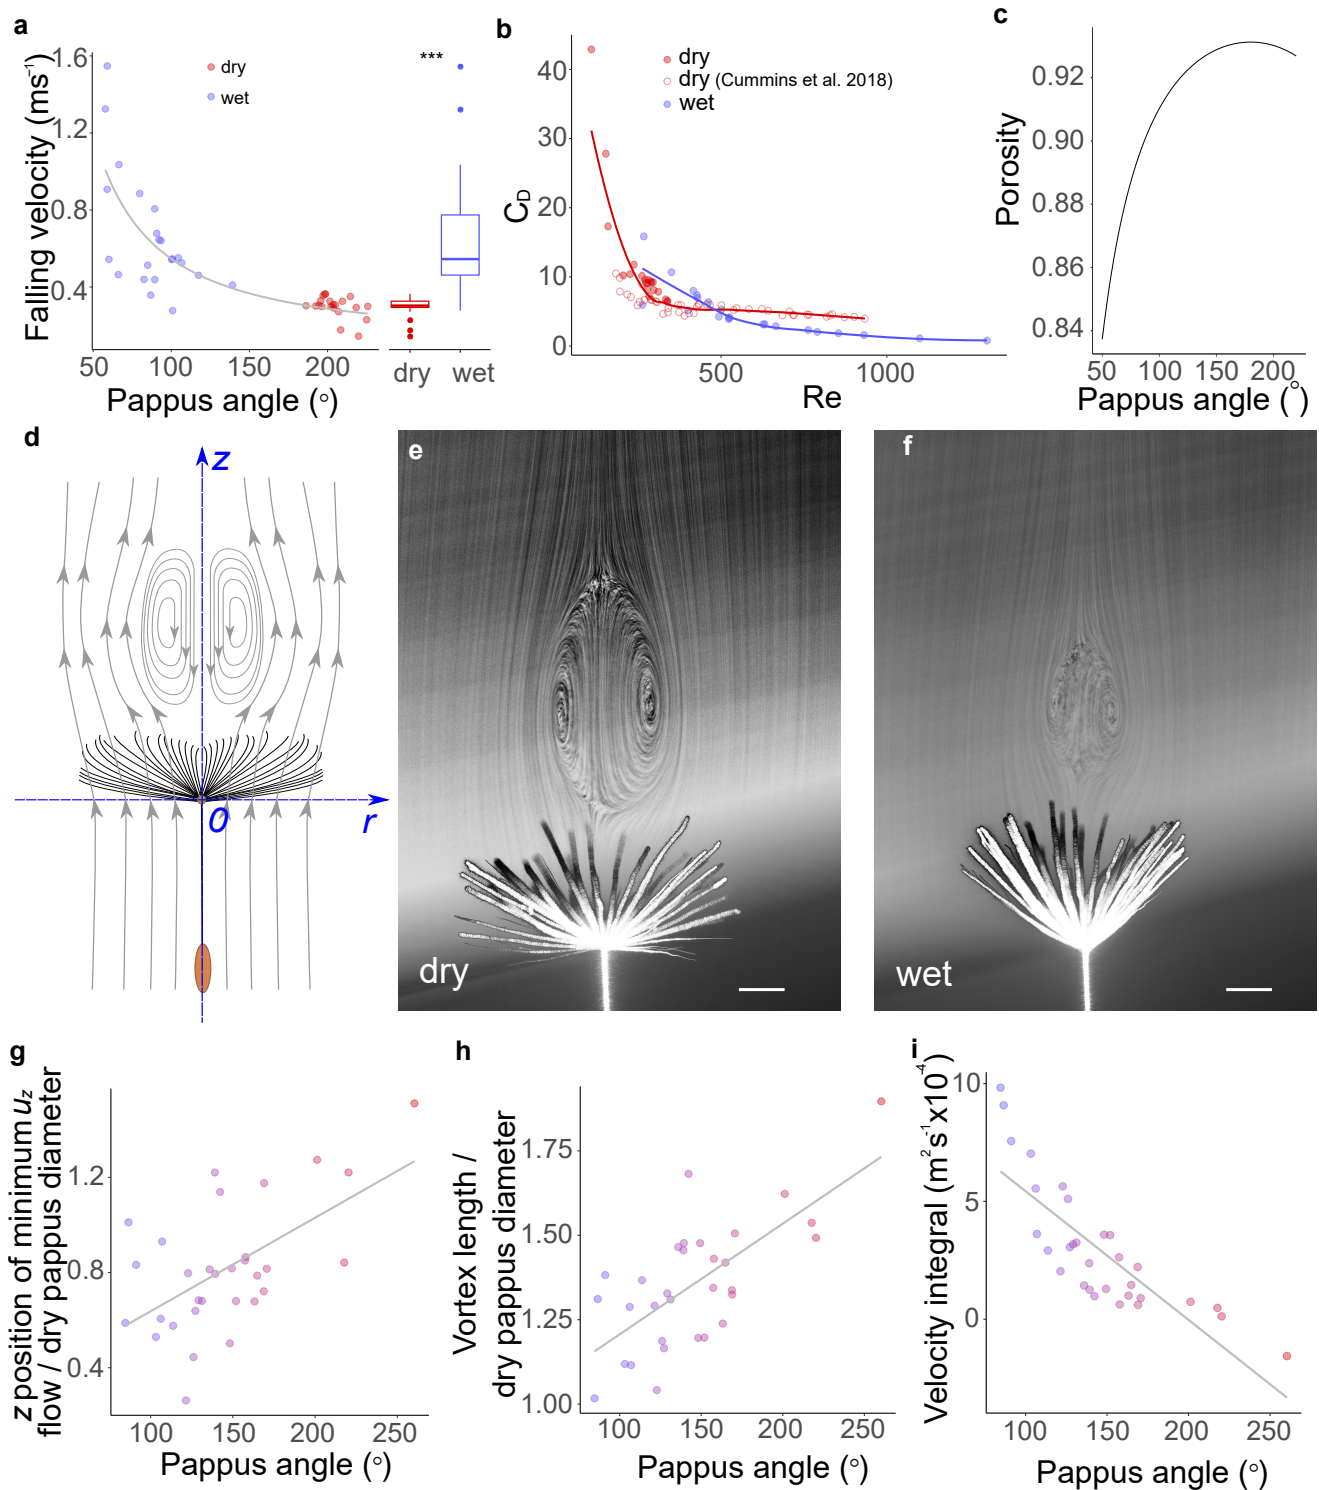 a
Falling velocity (ms⁻¹)
1.6
1.2
0.8
0.4
dry
wet
***
50
100
150
200
dry
wet
Pappus angle (°)
b
C_D
40
30
20
10
0
dry
dry (Cummins et al. 2018)
wet
500
1000
Re
c
Porosity
0.92
0.90
0.88
0.86
0.84
50
100
150
200
Pappus angle (°)
d
z
0
r
e
dry
f
wet
g
z position of minimum u_z
flow / dry pappus diameter
1.2
0.8
0.4
100
150
200
250
Pappus angle (°)
h
Vortex length /
dry pappus diameter
1.75
1.50
1.25
1.00
100
150
200
250
Pappus angle (°)
i
Velocity integral (m²s⁻¹x10⁻⁴)
10
5
0
100
150
200
250
Pappus angle (°)